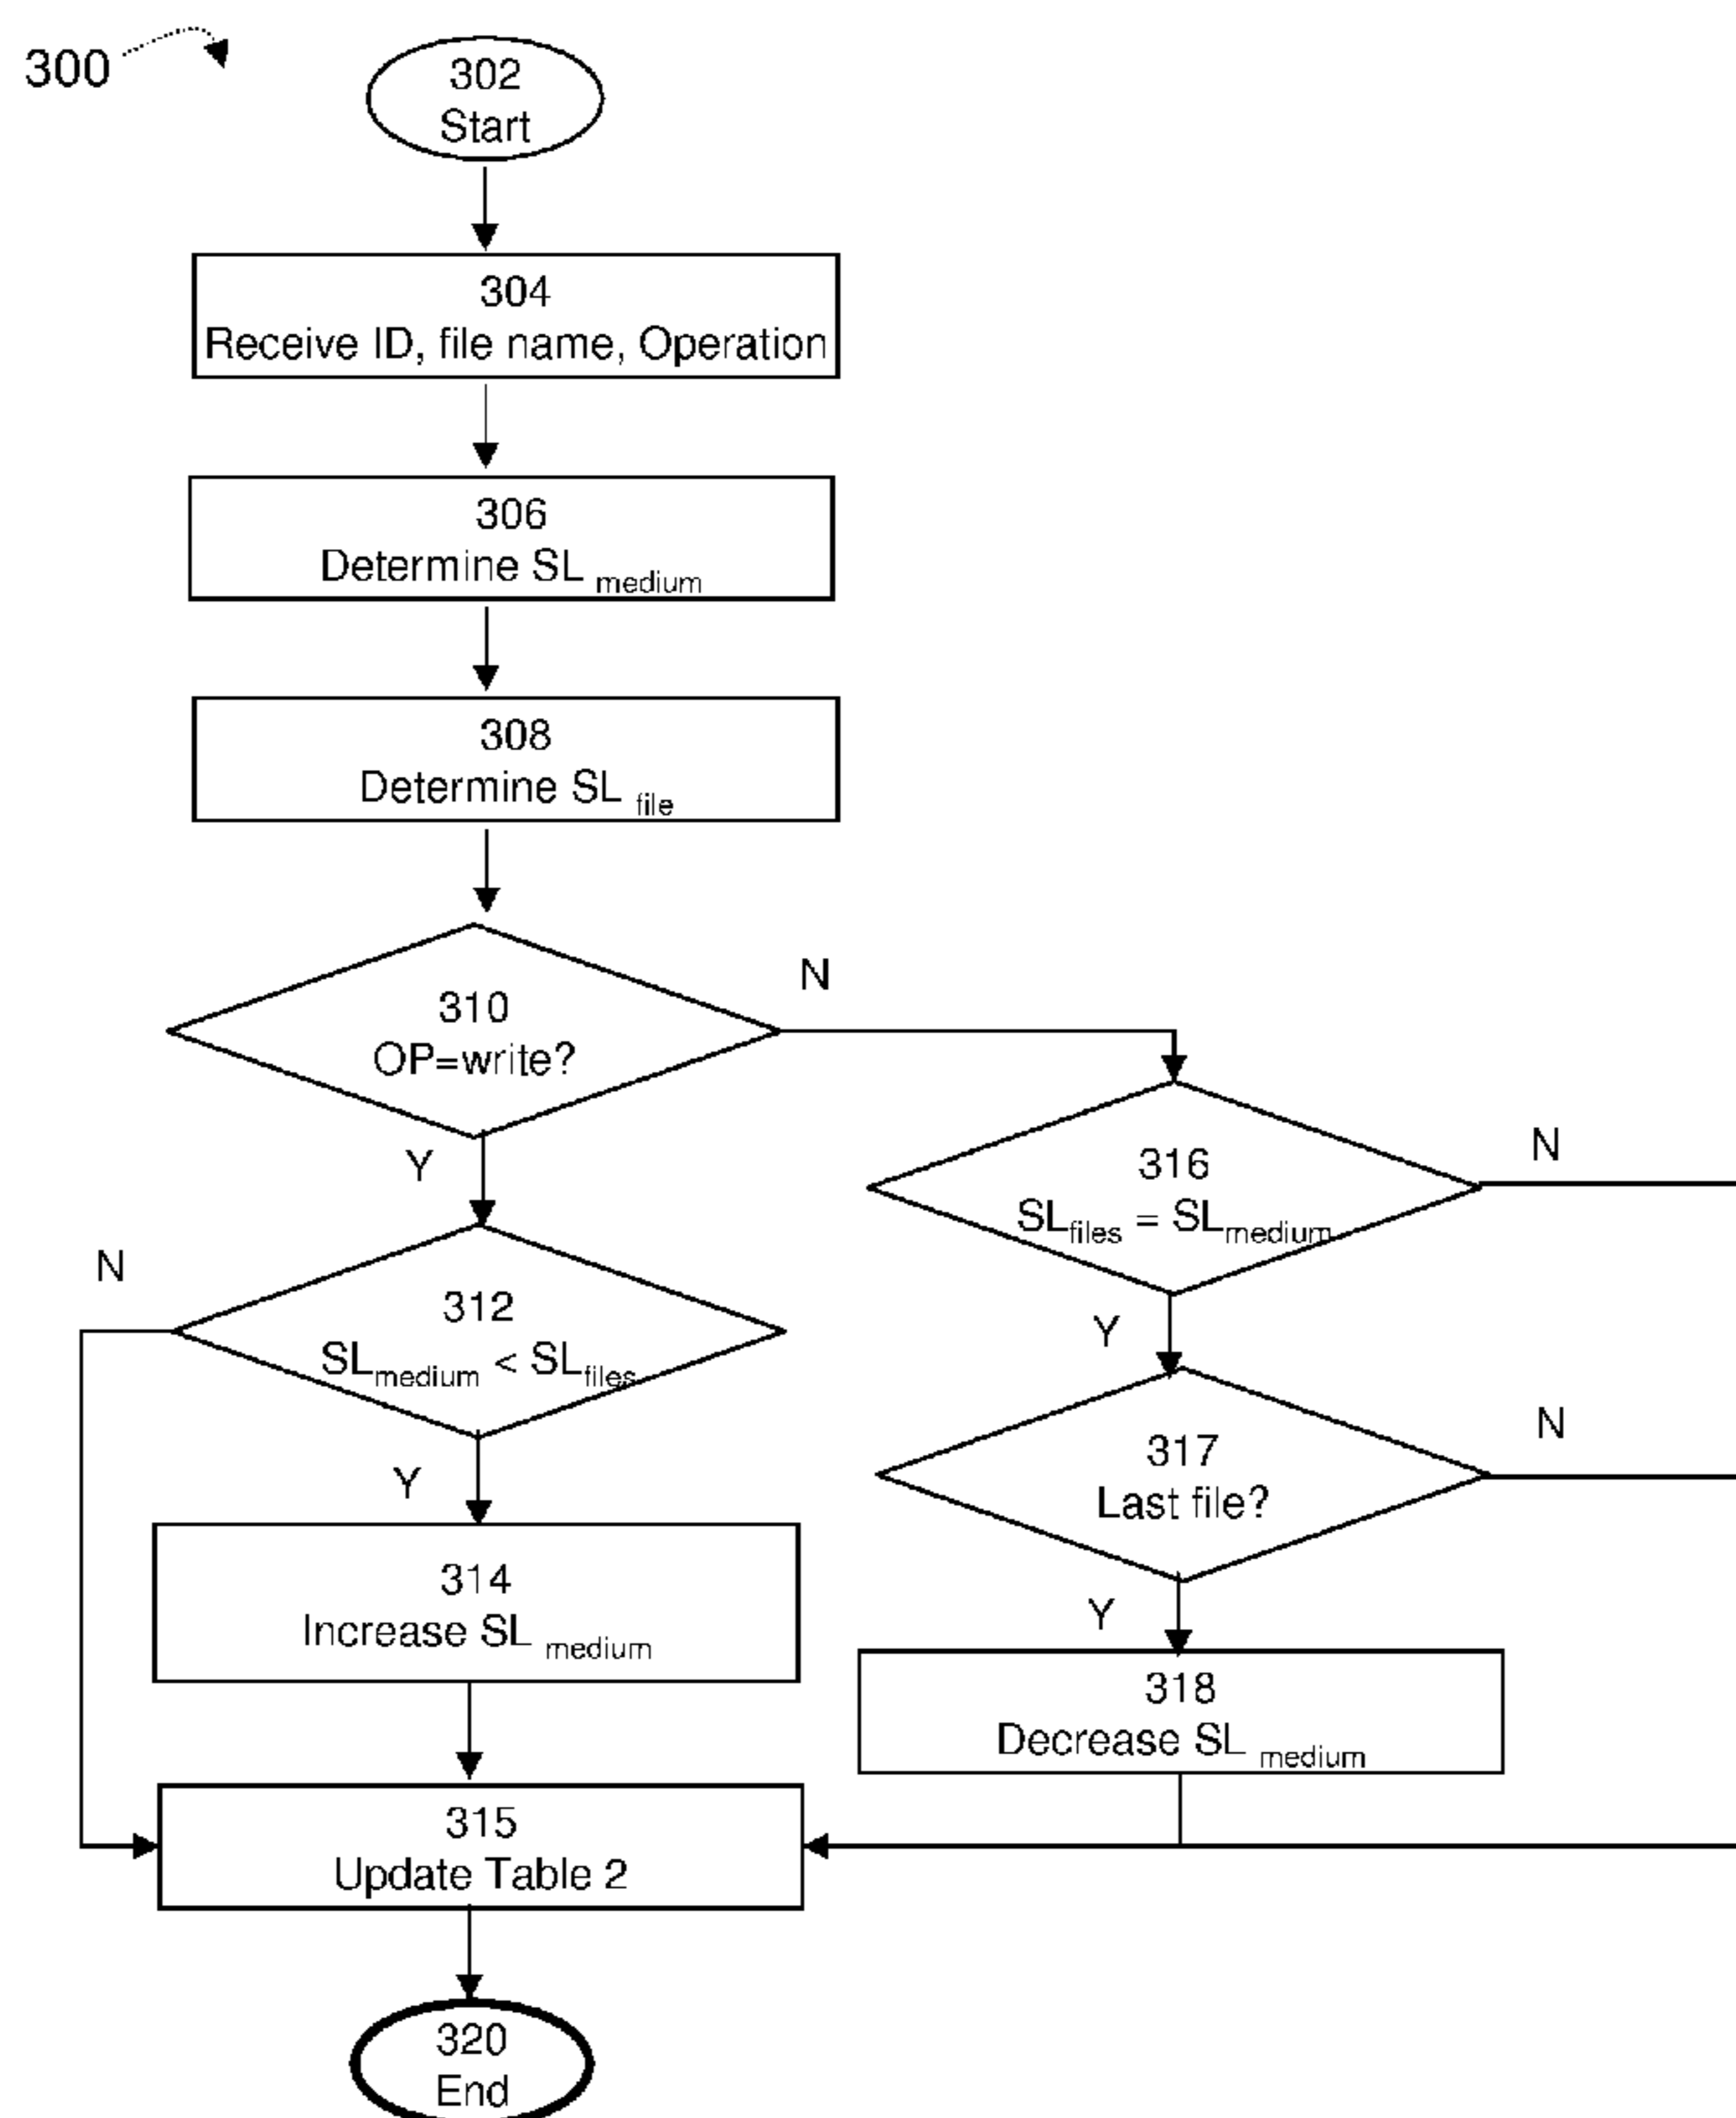 300
302
Start
304
Receive ID, file name, Operation
306
Determine SL medium
308
Determine SL file
310
OP=write?
N
Y
316
SLfiles = SLmedium
N
Y
312
SLmedium < SLfiles
N
Y
317
Last file?
N
Y
314
Increase SL medium
318
Decrease SL medium
315
Update Table 2
320
End